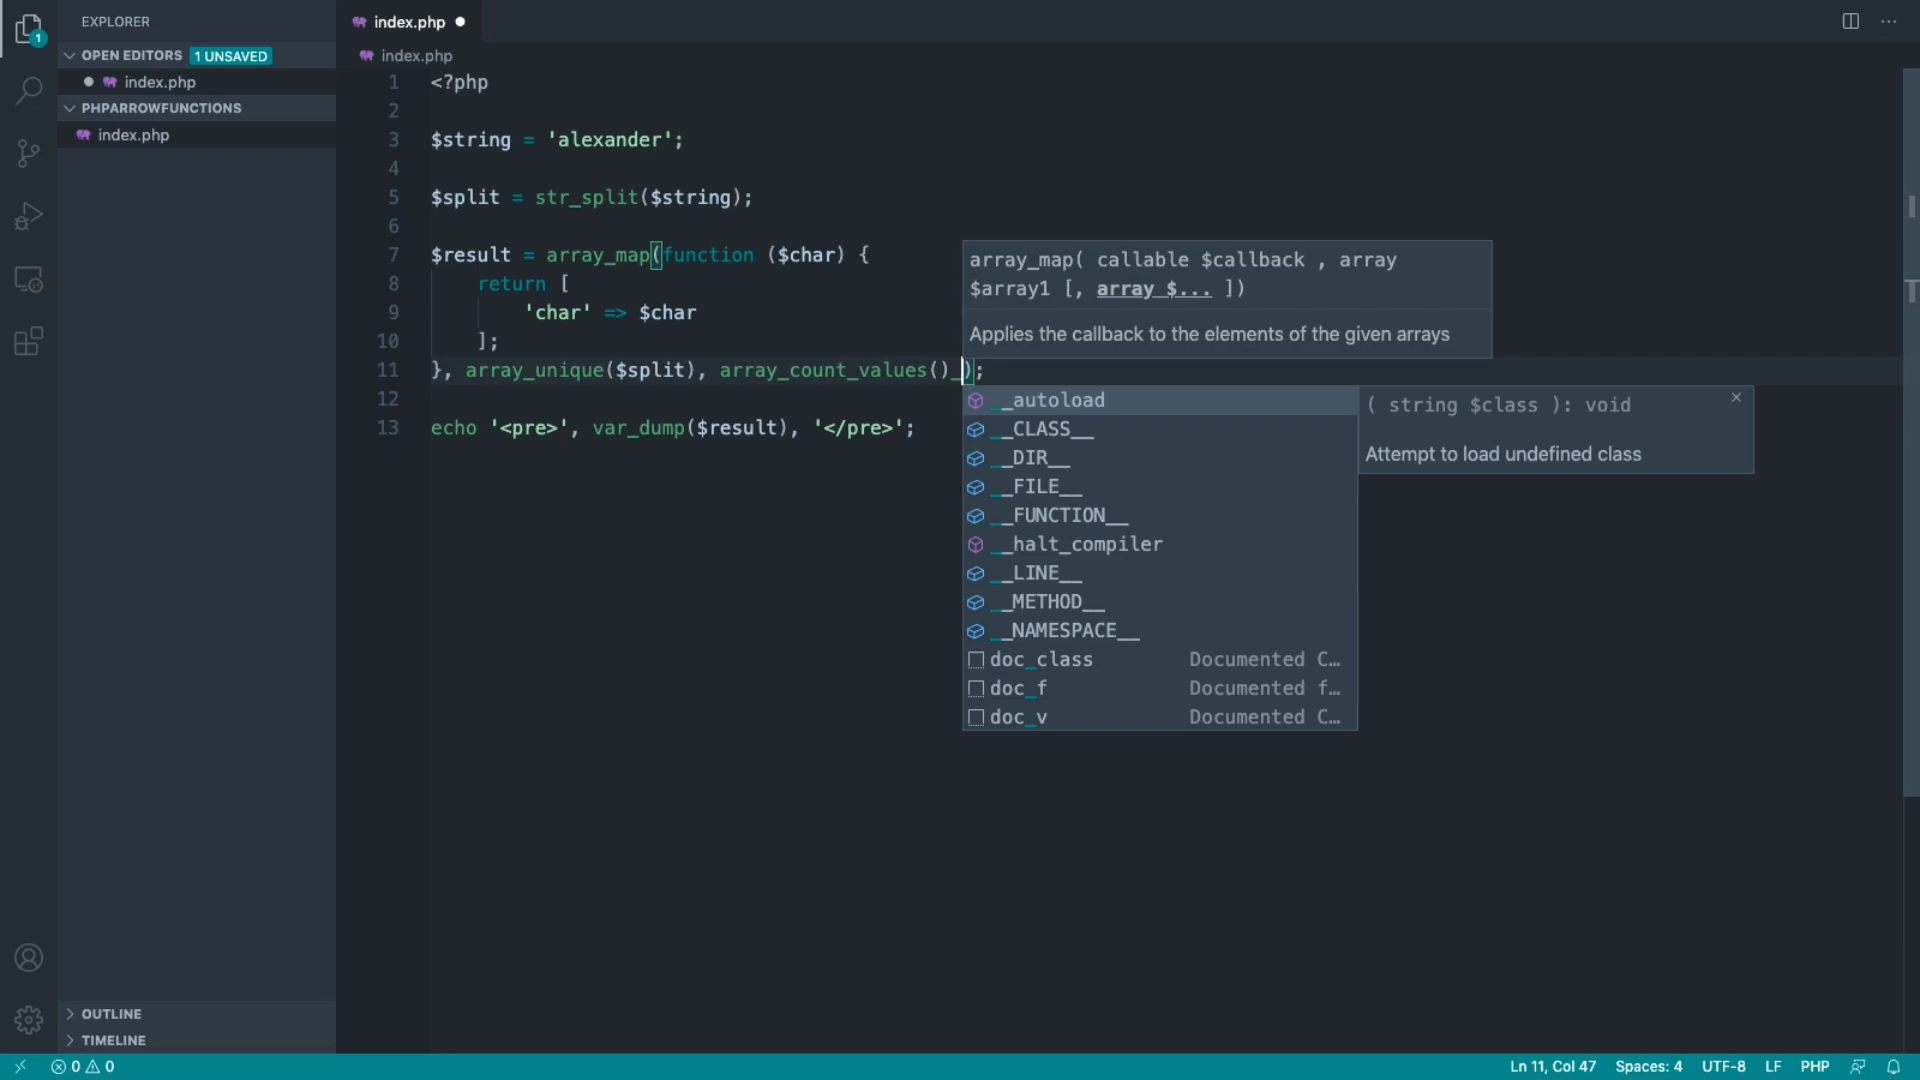 EXPLORER
OPEN EDITORS 1 UNSAVED
index.php
PHPARROWFUNCTIONS
index.php
OUTLINE
TIMELINE
1
index.php
index.php
1 <?php
2
3 $string = 'alexander';
4
5 $split = str_split($string);
6
7 $result = array_map(function ($char) {
8 return [
9 'char' => $char
10 ];
11 }, array_unique($split), array_count_values()_);
12
13 echo '<pre>', var_dump($result), '</pre>';
array_map( callable $callback , array
$array1 [, array $... ])
Applies the callback to the elements of the given arrays
__autoload
__CLASS__
__DIR__
__FILE__
__FUNCTION__
__halt_compiler
__LINE__
__METHOD__
__NAMESPACE__
doc_class Documented C…
doc_f Documented f…
doc_v Documented C…
( string $class ): void
Attempt to load undefined class
0 0
Ln 11, Col 47 Spaces: 4 UTF-8 LF PHP